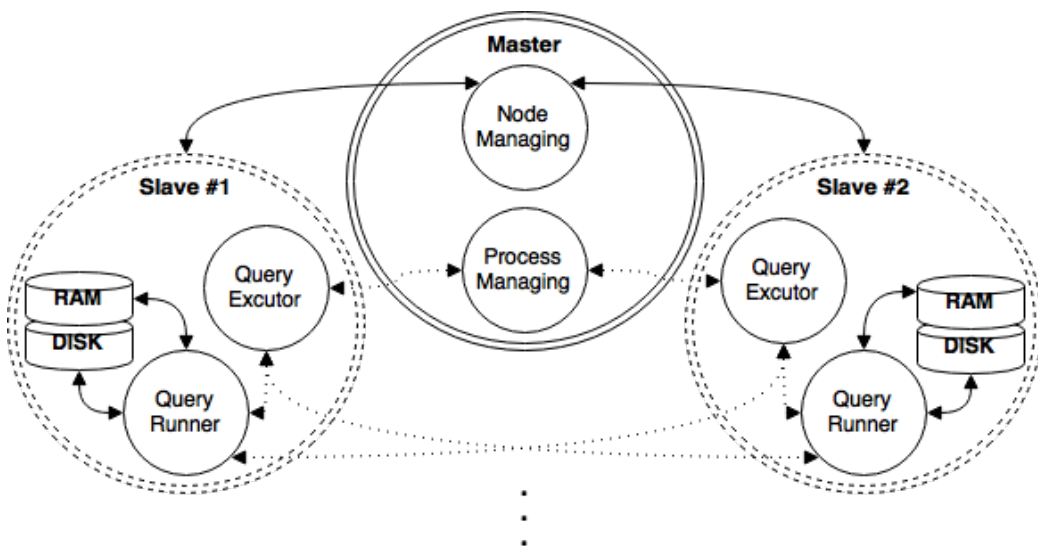 Master
Node
Managing
Slave #1
Slave #2
Process
Managing
Query
Excutor
Query
Excutor
RAM
DISK
RAM
DISK
Query
Runner
Query
Runner